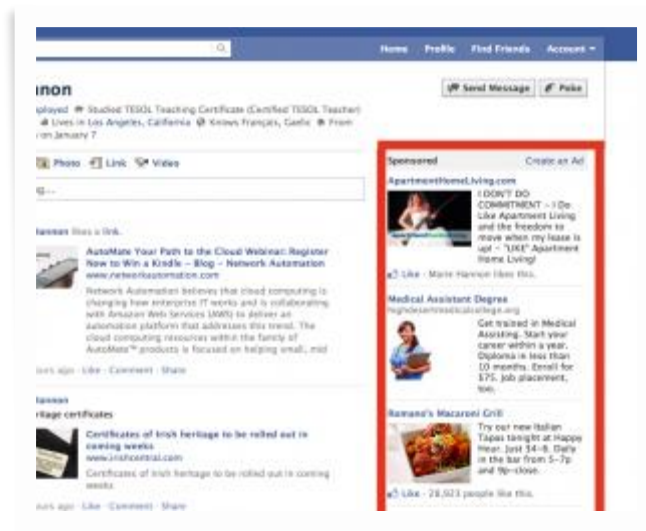 Home Profile Find Friends Account
nnon
Send Message Poke
ployed Studied TESOL Teaching Certificate (Certified TESOL Teacher)
Lives in Los Angeles, California Knows Français, Gaelic From
on January 7
Photo Link Video
g...
Hannon likes a link.
AutoMate Your Path to the Cloud Webinar: Register
Now to Win a Kindle – Blog – Network Automation
www.networkautomation.com
Network Automation believes that cloud computing is
changing how enterprise IT works and is collaborating
with Amazon Web Services (AWS) to deliver an
automation platform that addresses this trend. The
cloud computing resources within the family of
AutoMate™ products is focused on helping small, mid
ours ago · Like · Comment · Share
Hannon
ritage certificates
Certificates of Irish heritage to be rolled out in
coming weeks
www.irishcentral.com
Certificates of Irish heritage to be rolled out in coming
weeks
ours ago · Like · Comment · Share
Sponsored Create an Ad
ApartmentHomeLiving.com
I DON'T DO
COMMITMENT – I Do
Like Apartment Living
and the freedom to
move when my lease is
up! – "LIKE" Apartment
Home Living!
Like · Marie Hannon likes this.
Medical Assistant Degree
highdesertmedicalcollege.org
Get trained in Medical
Assisting. Start your
career within a year.
Diploma in less than
10 months. Enroll for
$75. Job placement,
too.
Romano's Macaroni Grill
Try our new Italian
Tapas tonight at Happy
Hour. Just $4–6. Daily
in the bar from 5–7p
and 9p–close.
Like · 28,923 people like this.